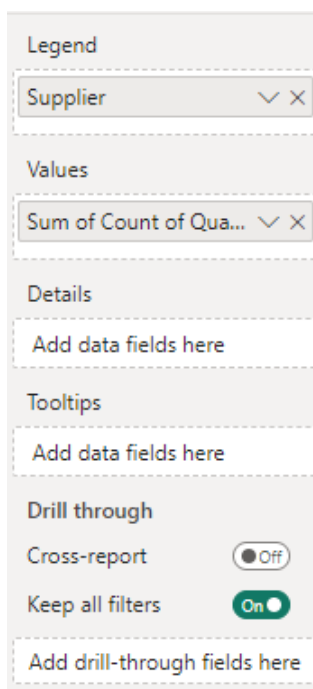 Legend
Supplier
Values
Sum of Count of Qua...
Details
Add data fields here
Tooltips
Add data fields here
Drill through
Cross-report Off
Keep all filters On
Add drill-through fields here